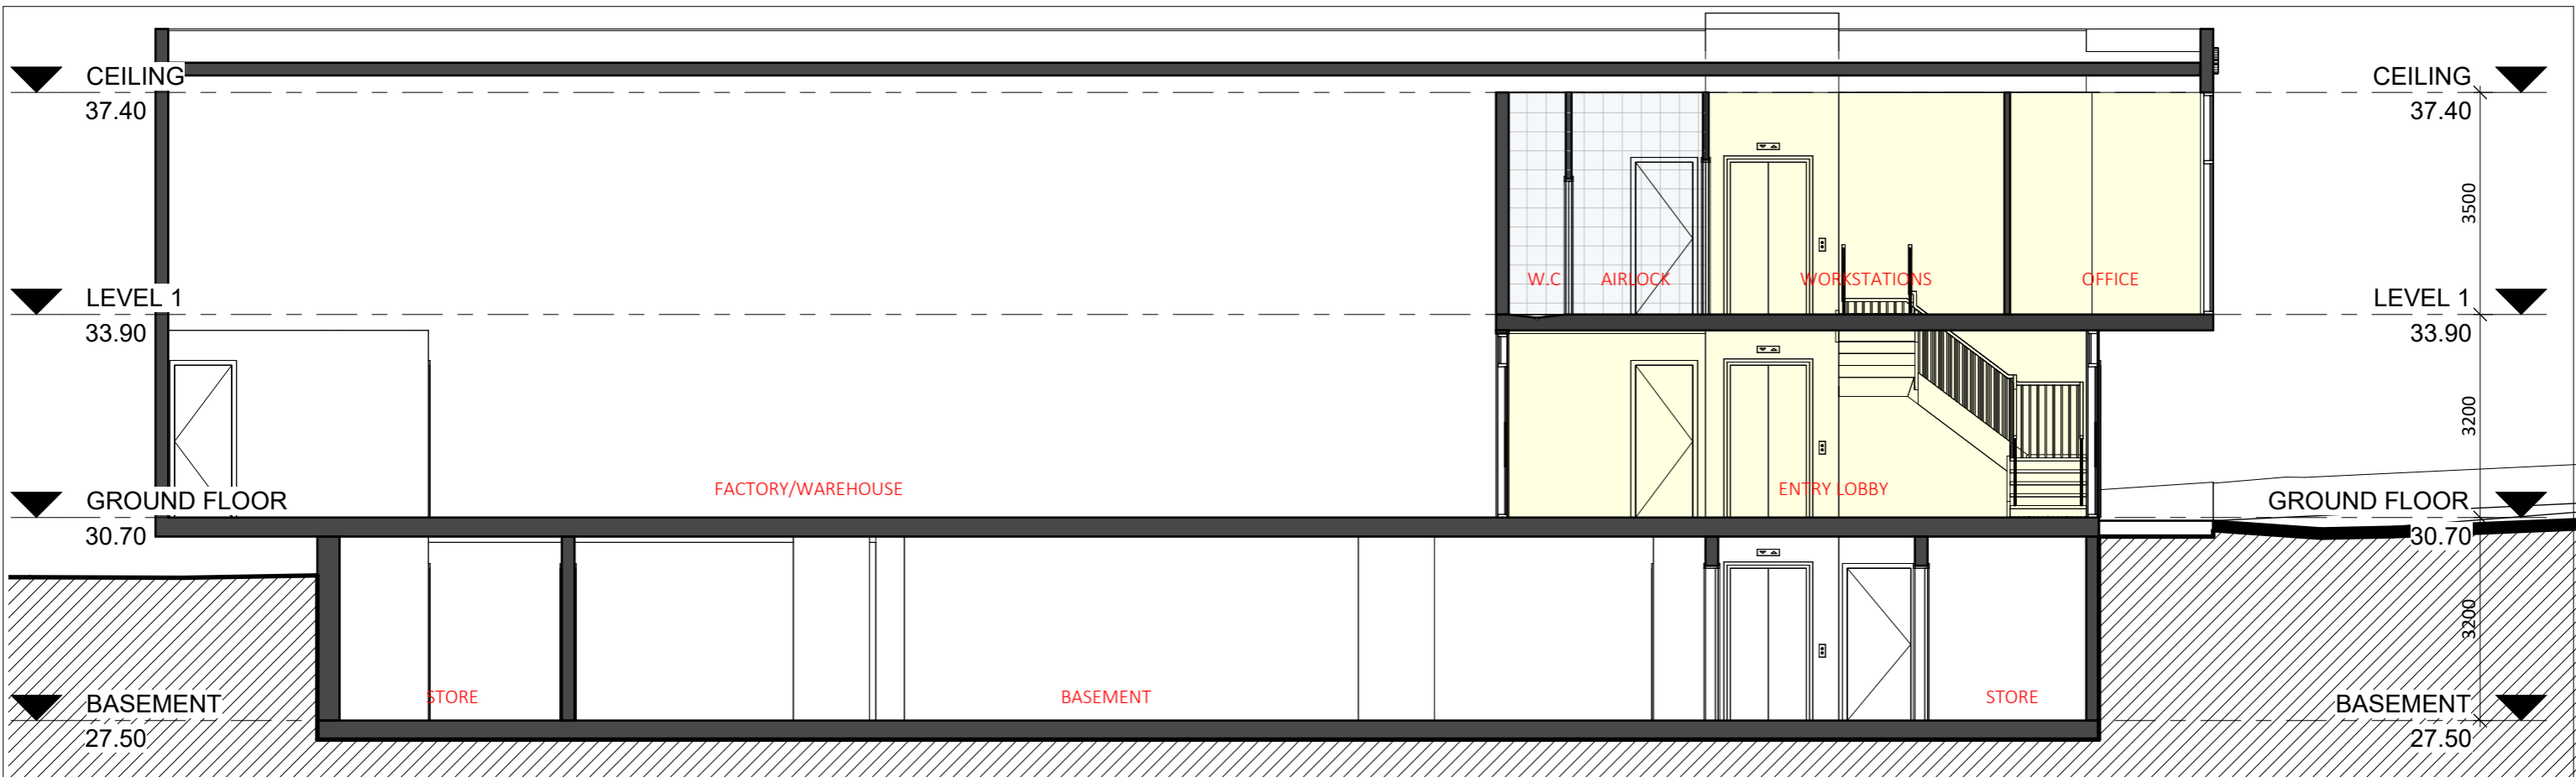 CEILING
37.40
CEILING
37.40
3500
W.C
AIRLOCK
WORKSTATIONS
OFFICE
LEVEL 1
33.90
LEVEL 1
33.90
3200
FACTORY/WAREHOUSE
ENTRY LOBBY
GROUND FLOOR
30.70
GROUND FLOOR
30.70
3200
STORE
BASEMENT
STORE
BASEMENT
27.50
BASEMENT
27.50